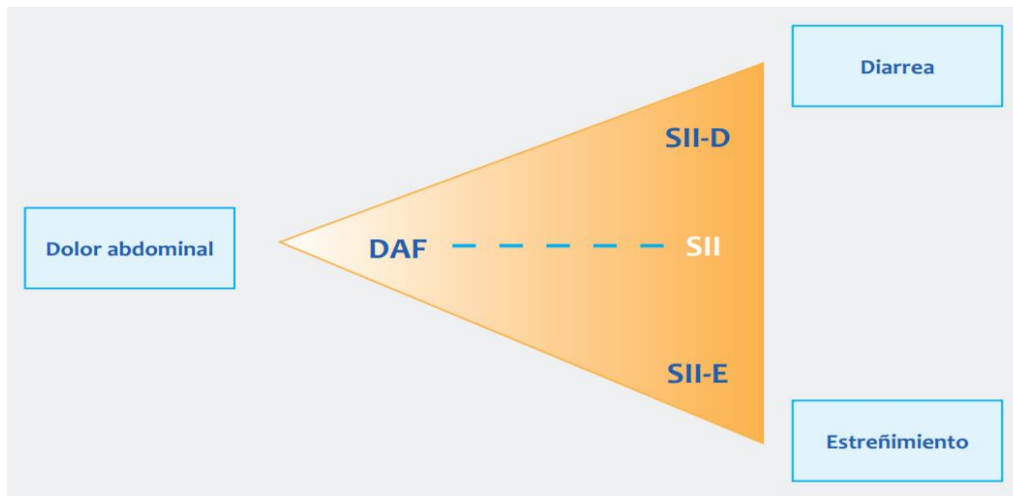 Diarrea
SII-D
Dolor abdominal
DAF
SII
SII-E
Estreñimiento